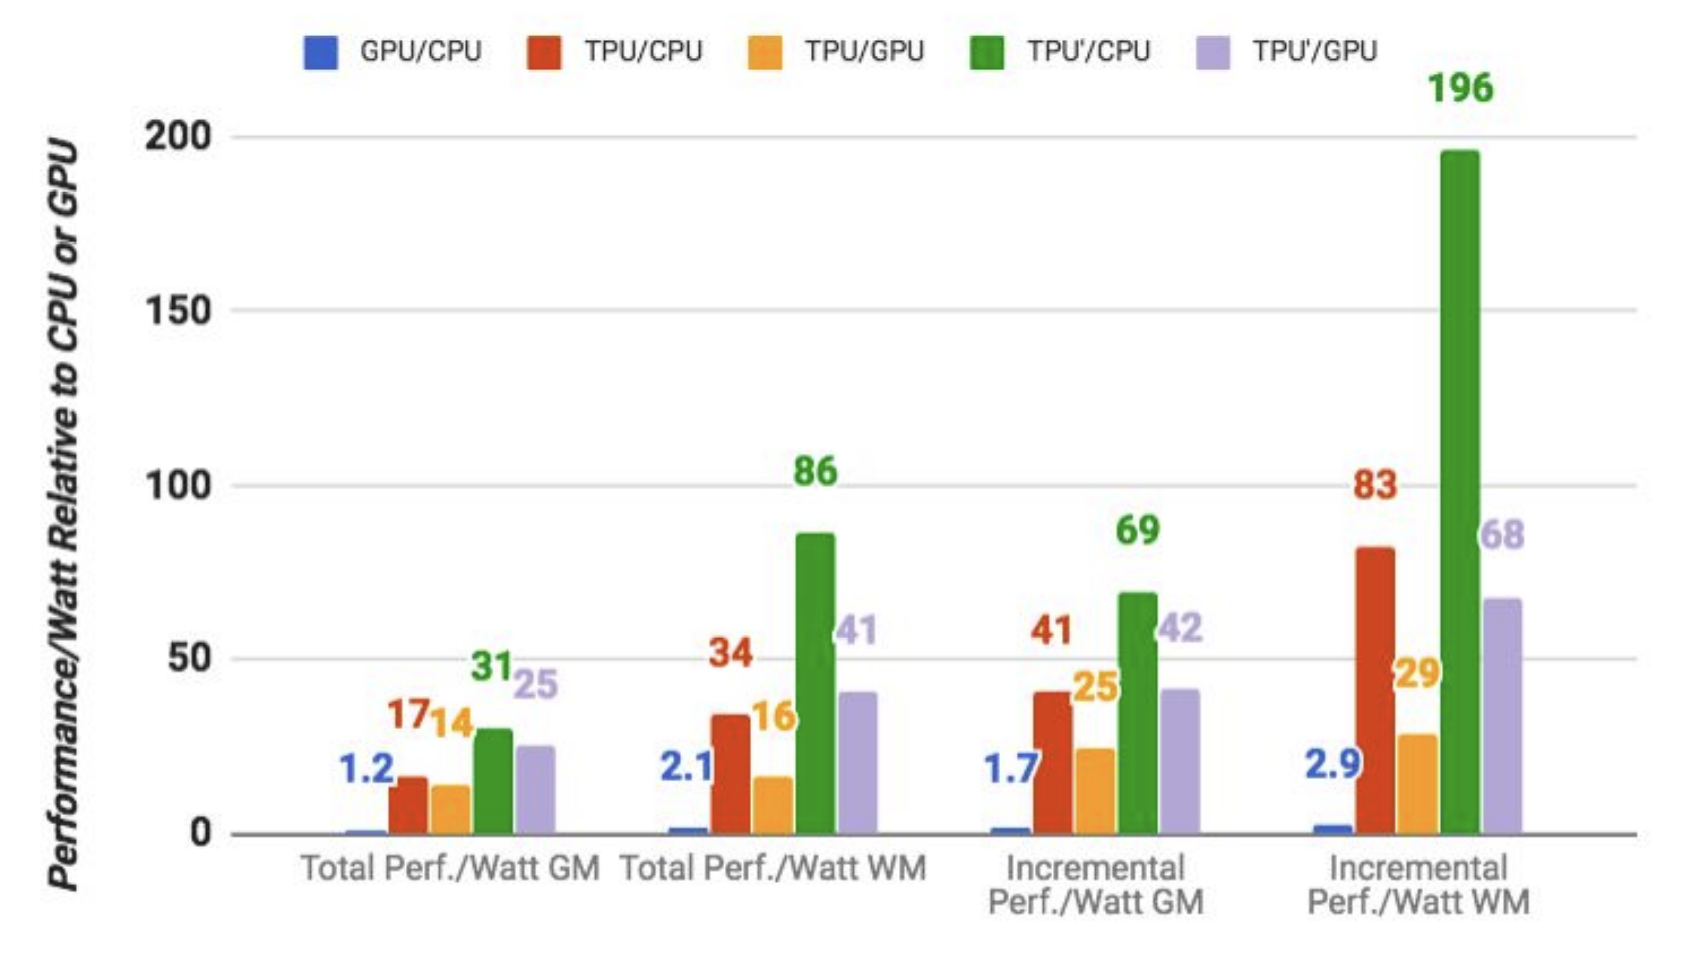 GPU/CPU TPU/CPU TPU/GPU TPU'/CPU TPU'/GPU
Performance/Watt Relative to CPU or GPU
200
150
100
50
0
1.2 17 14 31 25
2.1 34 16 86 41
1.7 41 25 69 42
2.9 83 29 196 68
Total Perf./Watt GM
Total Perf./Watt WM
Incremental
Perf./Watt GM
Incremental
Perf./Watt WM